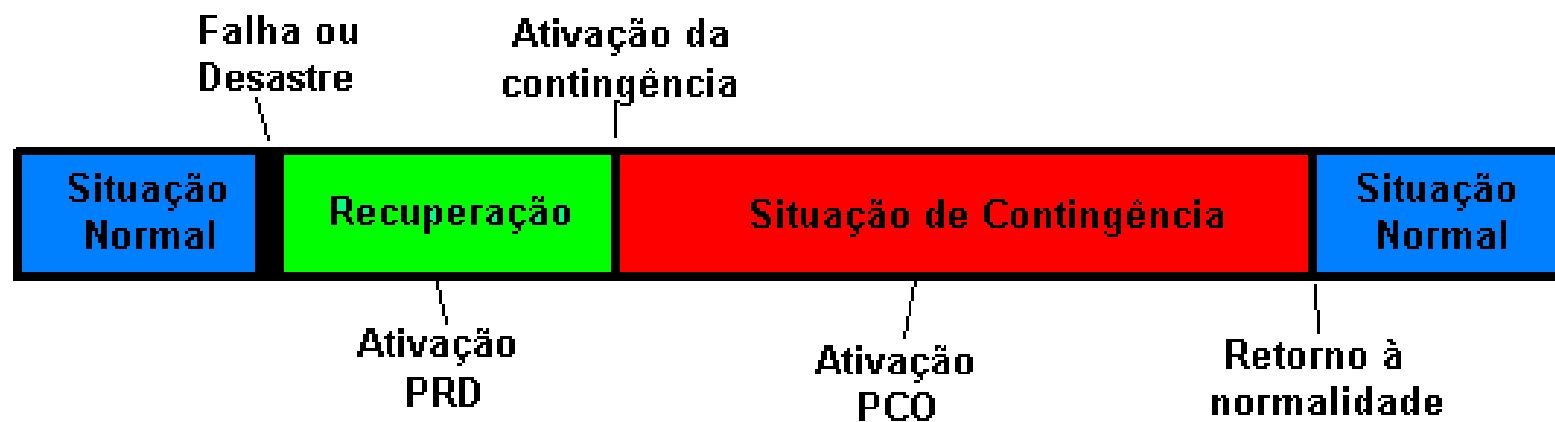 Falha ou
Desastre
Ativação da
contingência
Situação
Normal
Recuperação
Situação de Contingência
Situação
Normal
Ativação
PRD
Ativação
PCO
Retorno à
normalidade